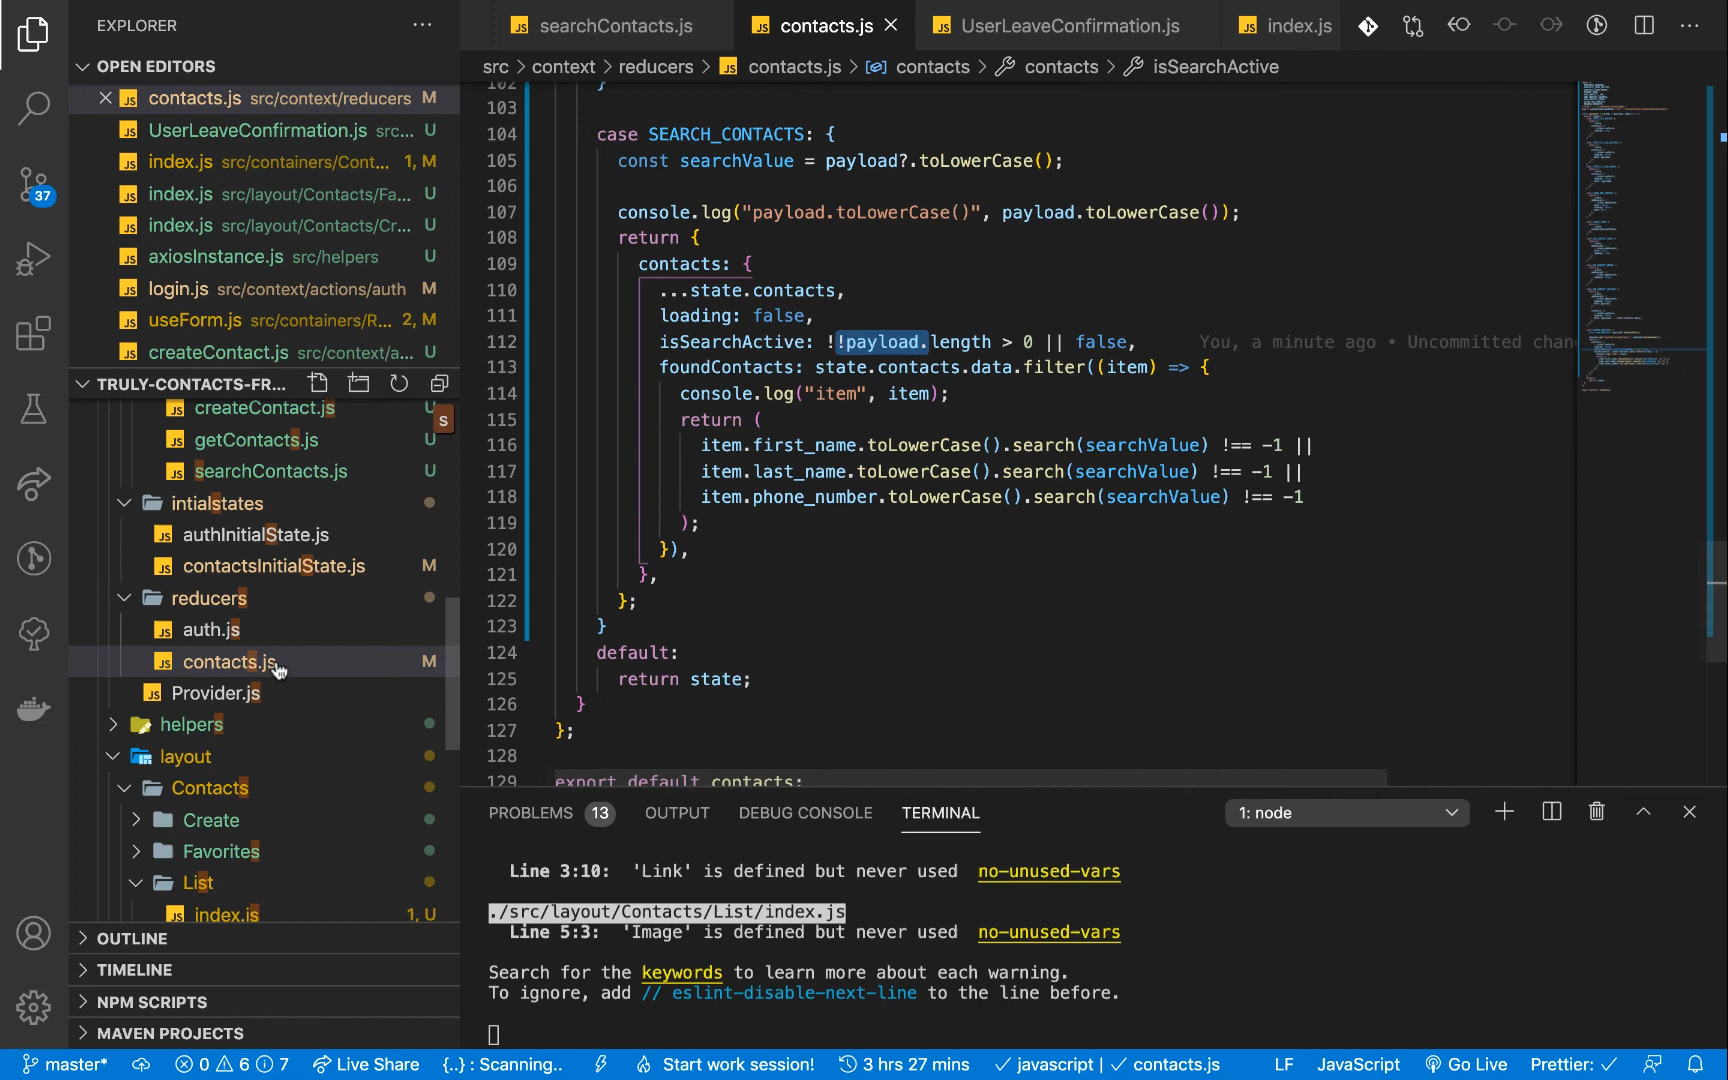 EXPLORER
searchContacts.js
contacts.js
UserLeaveConfirmation.js
index.js
OPEN EDITORS
src > context > reducers > contacts.js > contacts > contacts > isSearchActive
contacts.js src/context/reducers M
UserLeaveConfirmation.js src... U
index.js src/containers/Cont... 1, M
index.js src/layout/Contacts/Fa... U
index.js src/layout/Contacts/Cr... U
axiosInstance.js src/helpers U
login.js src/context/actions/auth M
useForm.js src/containers/R... 2, M
createContact.js src/context/a... M
37
TRULY-CONTACTS-FR...
createContact.js U
s
getContacts.js U
searchContacts.js U
intialstates
authInitialState.js
contactsInitialState.js M
reducers
auth.js
contacts.js M
Provider.js
helpers
layout
Contacts
Create
Favorites
List
index.js 1, U
OUTLINE
TIMELINE
NPM SCRIPTS
MAVEN PROJECTS
102 }
103
104 case SEARCH_CONTACTS: {
105 const searchValue = payload?.toLowerCase();
106
107 console.log("payload.toLowerCase()", payload.toLowerCase());
108 return {
109 contacts: {
110 ...state.contacts,
111 loading: false,
112 isSearchActive: !!payload.length > 0 || false, You, a minute ago • Uncommitted chan
113 foundContacts: state.contacts.data.filter((item) => {
114 console.log("item", item);
115 return (
116 item.first_name.toLowerCase().search(searchValue) !== -1 ||
117 item.last_name.toLowerCase().search(searchValue) !== -1 ||
118 item.phone_number.toLowerCase().search(searchValue) !== -1
119 );
120 }),
121 },
122 };
123 }
124 default:
125 return state;
126 }
127 };
128
129 export default contacts;
PROBLEMS 13 OUTPUT DEBUG CONSOLE TERMINAL 1: node
Line 3:10: 'Link' is defined but never used no-unused-vars
./src/layout/Contacts/List/index.js
Line 5:3: 'Image' is defined but never used no-unused-vars
Search for the keywords to learn more about each warning.
To ignore, add // eslint-disable-next-line to the line before.
master* 0 6 7 Live Share {..} : Scanning.. Start work session! 3 hrs 27 mins javascript | contacts.js LF JavaScript Go Live Prettier: